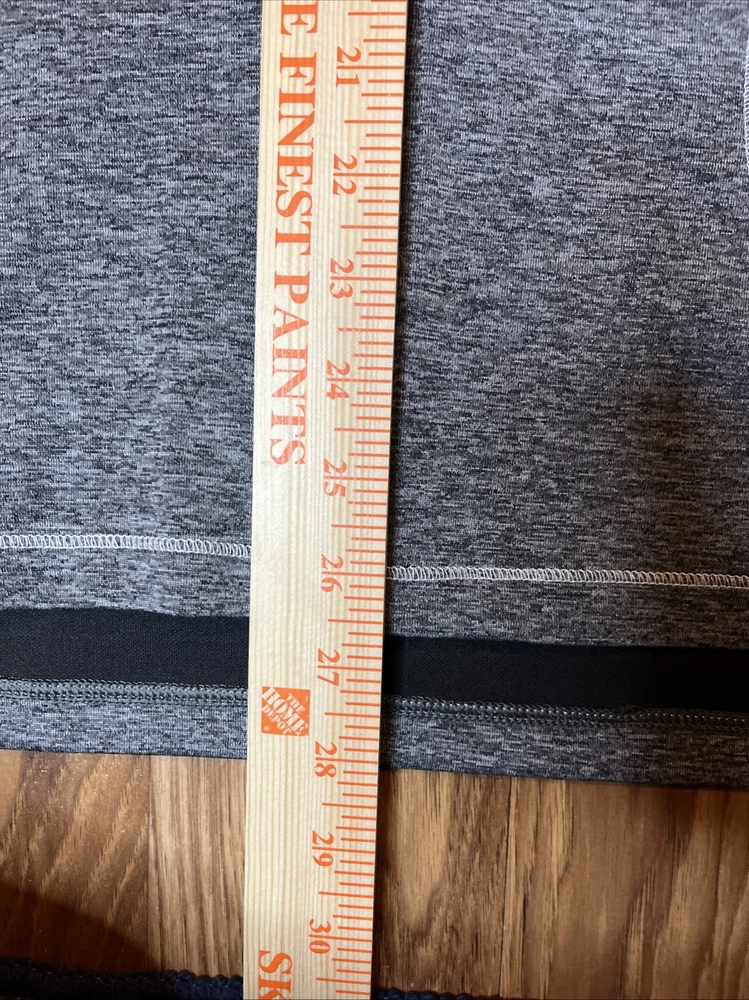 E FINEST PAINTS
21
22
23
24
25
26
27
THE
HOME
DEPOT
28
29
30
SK